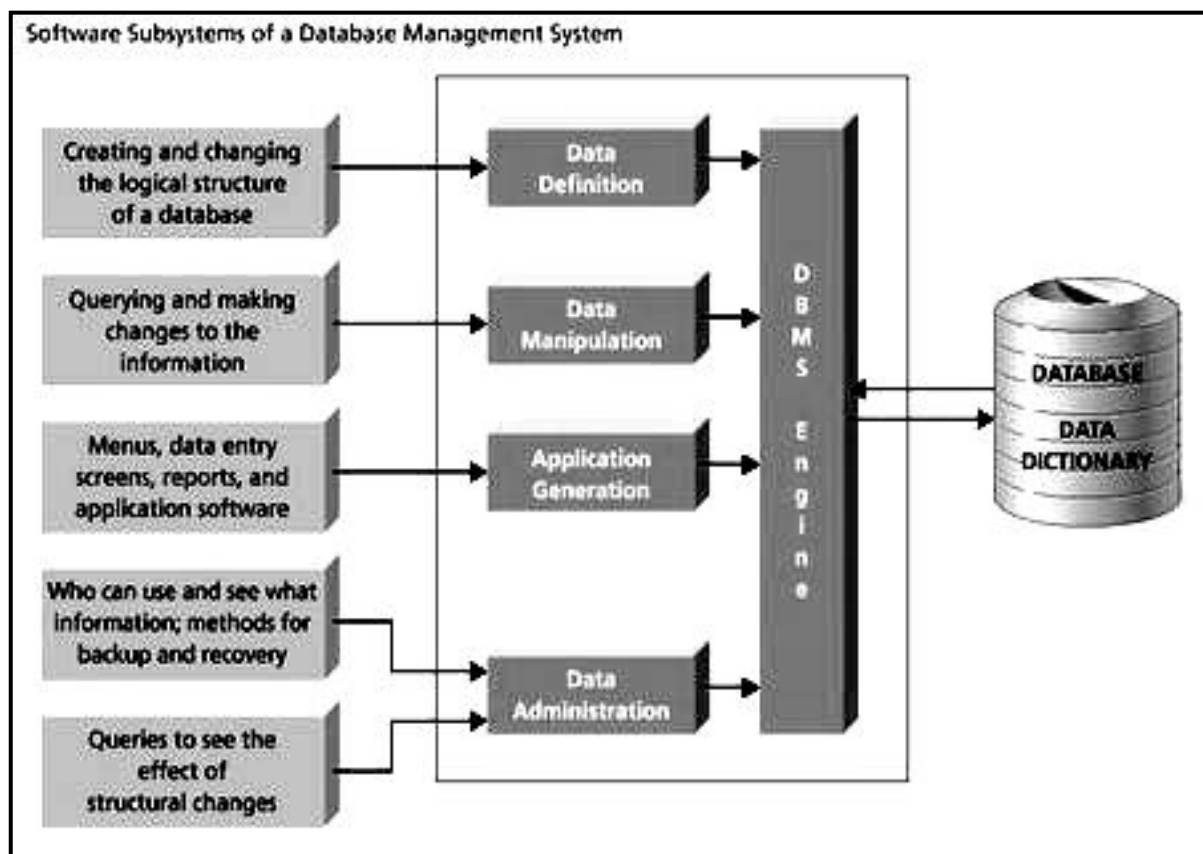 Software Subsystems of a Database Management System
Creating and changing
the logical structure
of a database
Data
Definition
Querying and making
changes to the
information
Data
Manipulation
Menus, data entry
screens, reports, and
application software
Application
Generation
Who can use and see what
information; methods for
backup and recovery
Queries to see the
effect of
structural changes
Data
Administration
DBMS Engine
DATABASE
DATA
DICTIONARY